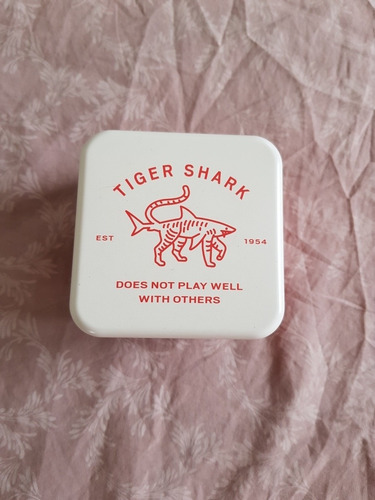 TIGER SHARK
EST 1954
DOES NOT PLAY WELL
WITH OTHERS